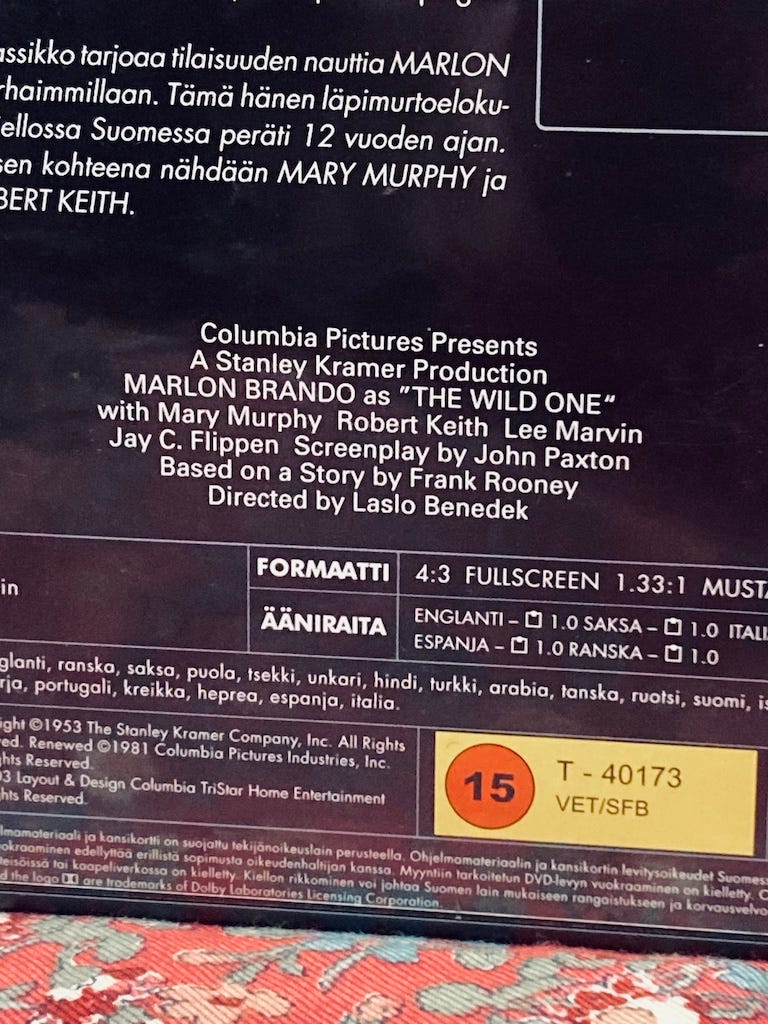 assikko tarjoaa tilaisuuden nauttia MARLON
rhaimmillaan. Tämä hänen läpimurtoeloku-
ellossa Suomessa peräti 12 vuoden ajan.
sen kohteena nähdään MARY MURPHY ja
BERT KEITH.
Columbia Pictures Presents
A Stanley Kramer Production
MARLON BRANDO as ”THE WILD ONE“
with Mary Murphy Robert Keith Lee Marvin
Jay C. Flippen Screenplay by John Paxton
Based on a Story by Frank Rooney
Directed by Laslo Benedek
in
FORMAATTI
4:3 FULLSCREEN 1.33:1 MUSTA
ÄÄNIRAITA
ENGLANTI – 1.0 SAKSA – 1.0 ITALI
ESPANJA – 1.0 RANSKA – 1.0
glanti, ranska, saksa, puola, tsekki, unkari, hindi, turkki, arabia, tanska, ruotsi, suomi, is
rja, portugali, kreikka, heprea, espanja, italia.
ight ©1953 The Stanley Kramer Company, Inc. All Rights
ed. Renewed ©1981 Columbia Pictures Industries, Inc.
hts Reserved.
03 Layout & Design Columbia TriStar Home Entertainment
hts Reserved.
15
T - 40173
VET/SFB
lmamateriaali ja kansikortti on suojattu tekijänoikeuslain perusteella. Ohjelmamateriaalin ja kansikortin levitysoikeudet Suomess
uokraaminen edellyttää erillistä sopimusta oikeudenhaltijan kanssa. Myyntiin tarkoitetun DVD-levyn vuokraaminen on kielletty. O
teisöissä tai kaapeliverkossa on kielletty. Kiellon rikkominen voi johtaa Suomen lain mukaiseen rangaistukseen ja korvausvelvo
d the logo are trademarks of Dolby Laboratories Licensing Corporation.